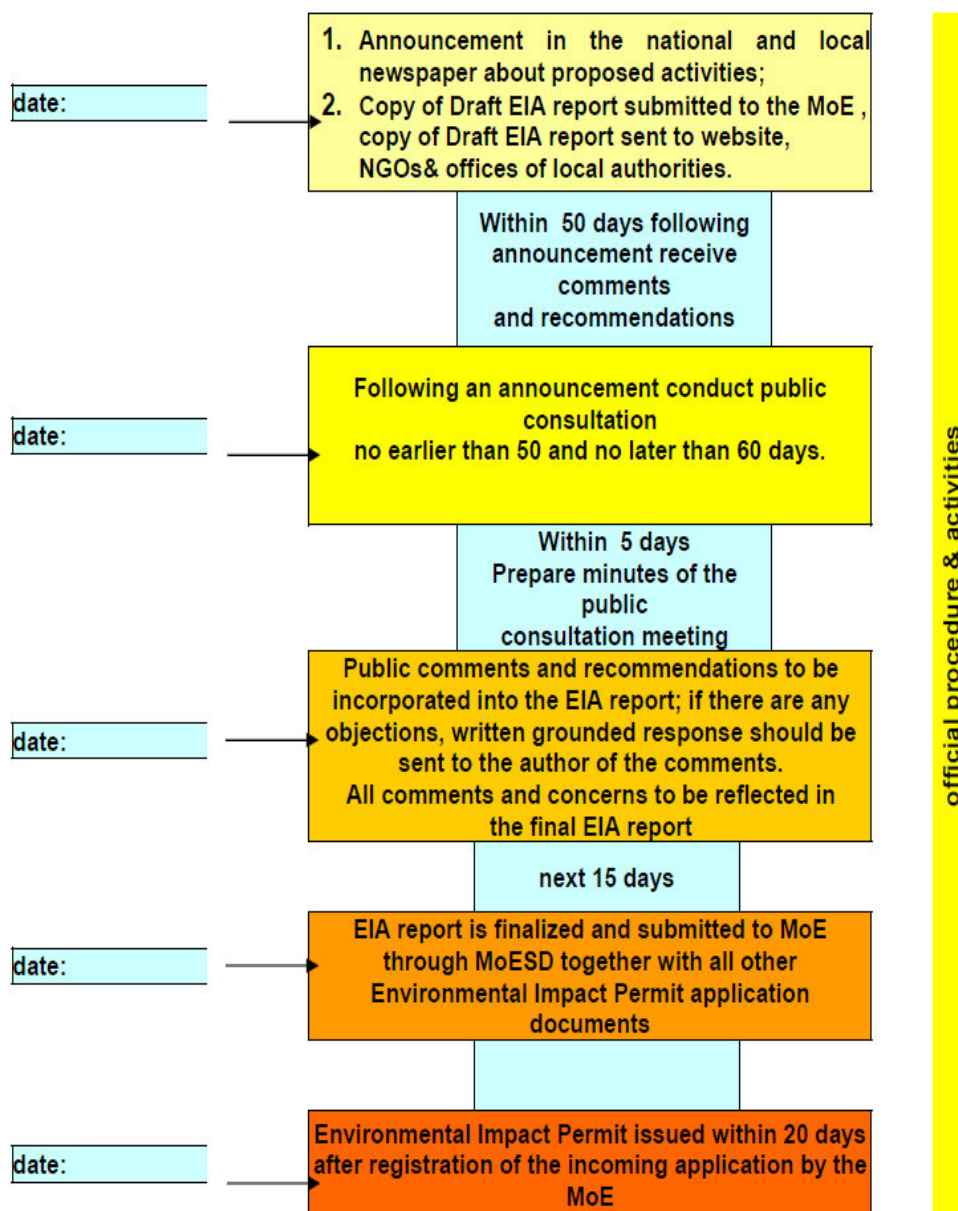 1. Announcement in the national and local
newspaper about proposed activities;
date:
2. Copy of Draft EIA report submitted to the MoE ,
copy of Draft EIA report sent to website,
NGOs& offices of local authorities.
Within 50 days following
announcement receive
comments
and recommendations
Following an announcement conduct public
consultation
date:
no earlier than 50 and no later than 60 days.
Within 5 days
Prepare minutes of the
public
consultation meeting
Public comments and recommendations to be
incorporated into the EIA report; if there are any
date:
objections, written grounded response should be
sent to the author of the comments.
All comments and concerns to be reflected in
the final EIA report
next 15 days
EIA report is finalized and submitted to MoE
date:
through MoESD together with all other
Environmental Impact Permit application
documents
Environmental Impact Permit issued within 20 days
date:
after registration of the incoming application by the
MoE
official procedure & activities